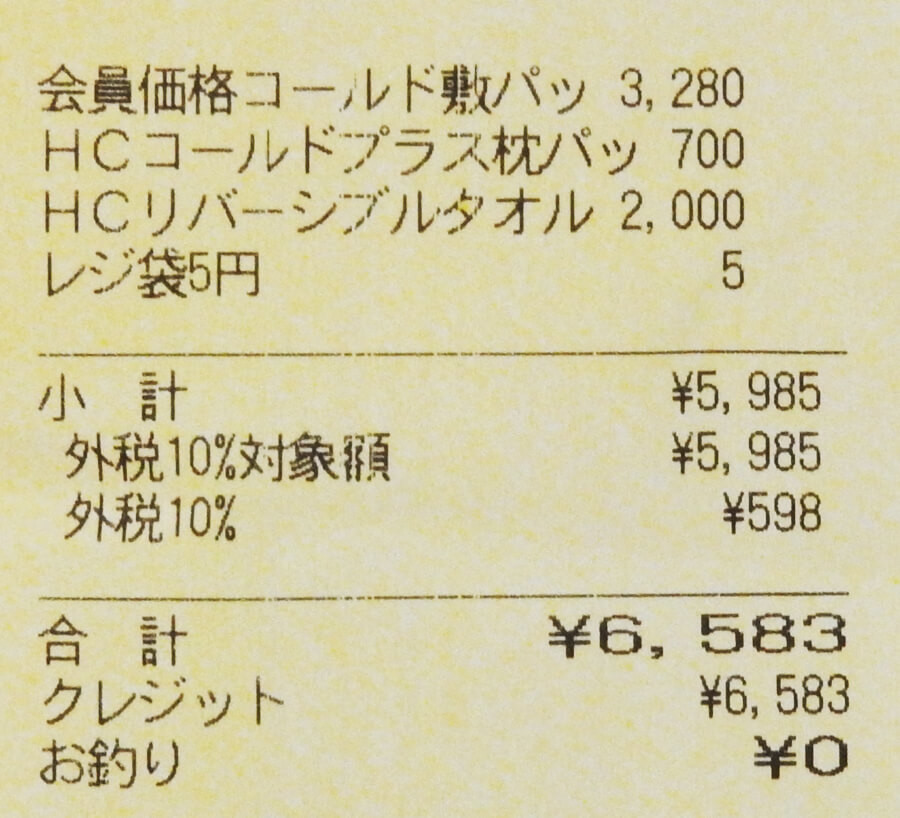 会員価格コールド敷パッ 3,280
HCコールドプラス枕パッ 700
HCリバーシブルタオル 2,000
レジ袋5円 5
小 計 ¥5,985
外税10%対象額 ¥5,985
外税10% ¥598
合 計 ¥6,583
クレジット ¥6,583
お釣り ¥0